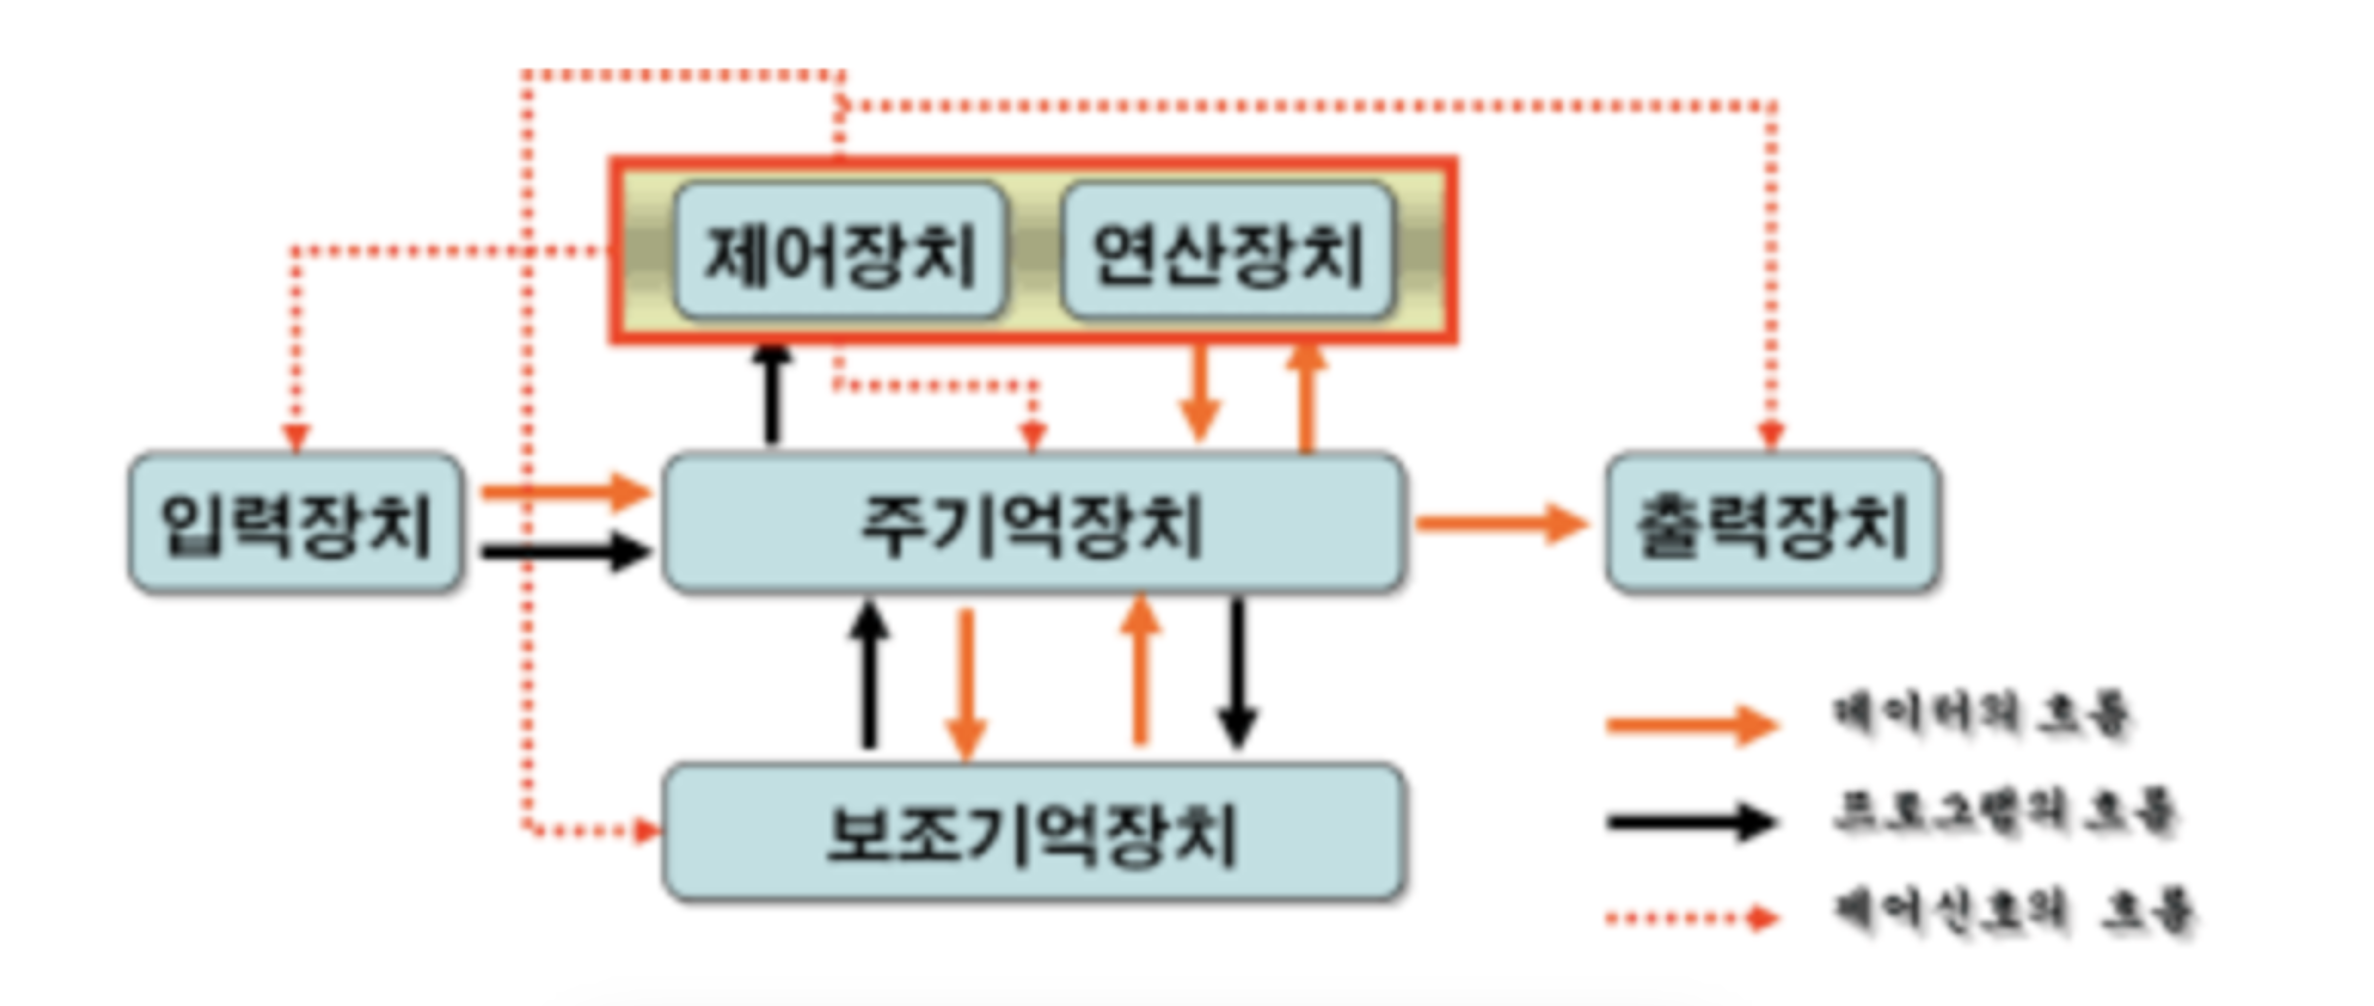 제어장치 연산장치
입력장치 주기억장치 출력장치
데이터의 흐름
프로그램의 흐름
보조기억장치
제어신호의 흐름